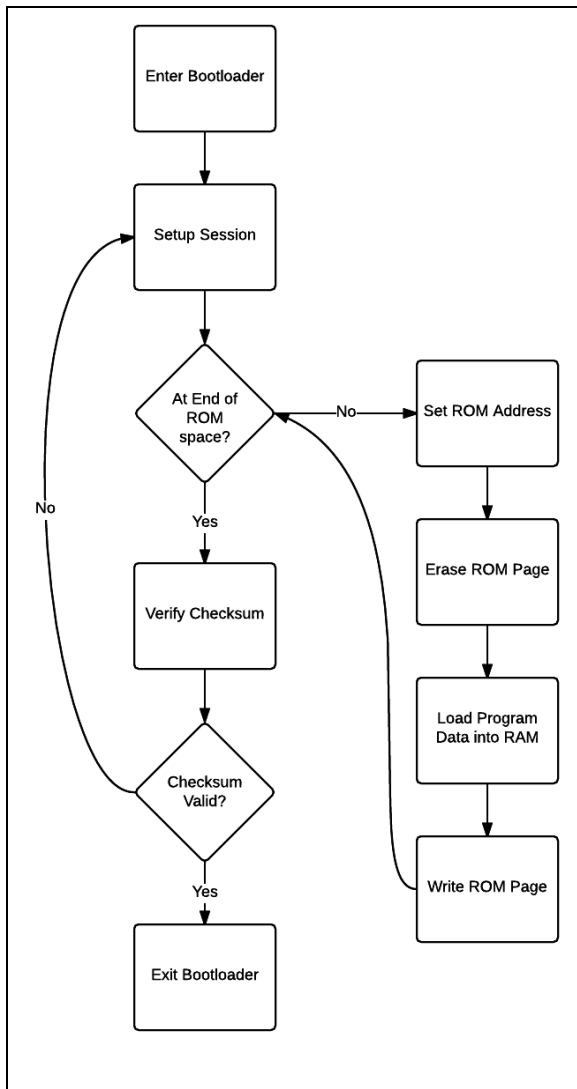 Enter Bootloader
Setup Session
At End of
ROM
space?
No
Set ROM Address
Erase ROM Page
Load Program
Data into RAM
Write ROM Page
No
Yes
Verify Checksum
Checksum
Valid?
Yes
Exit Bootloader